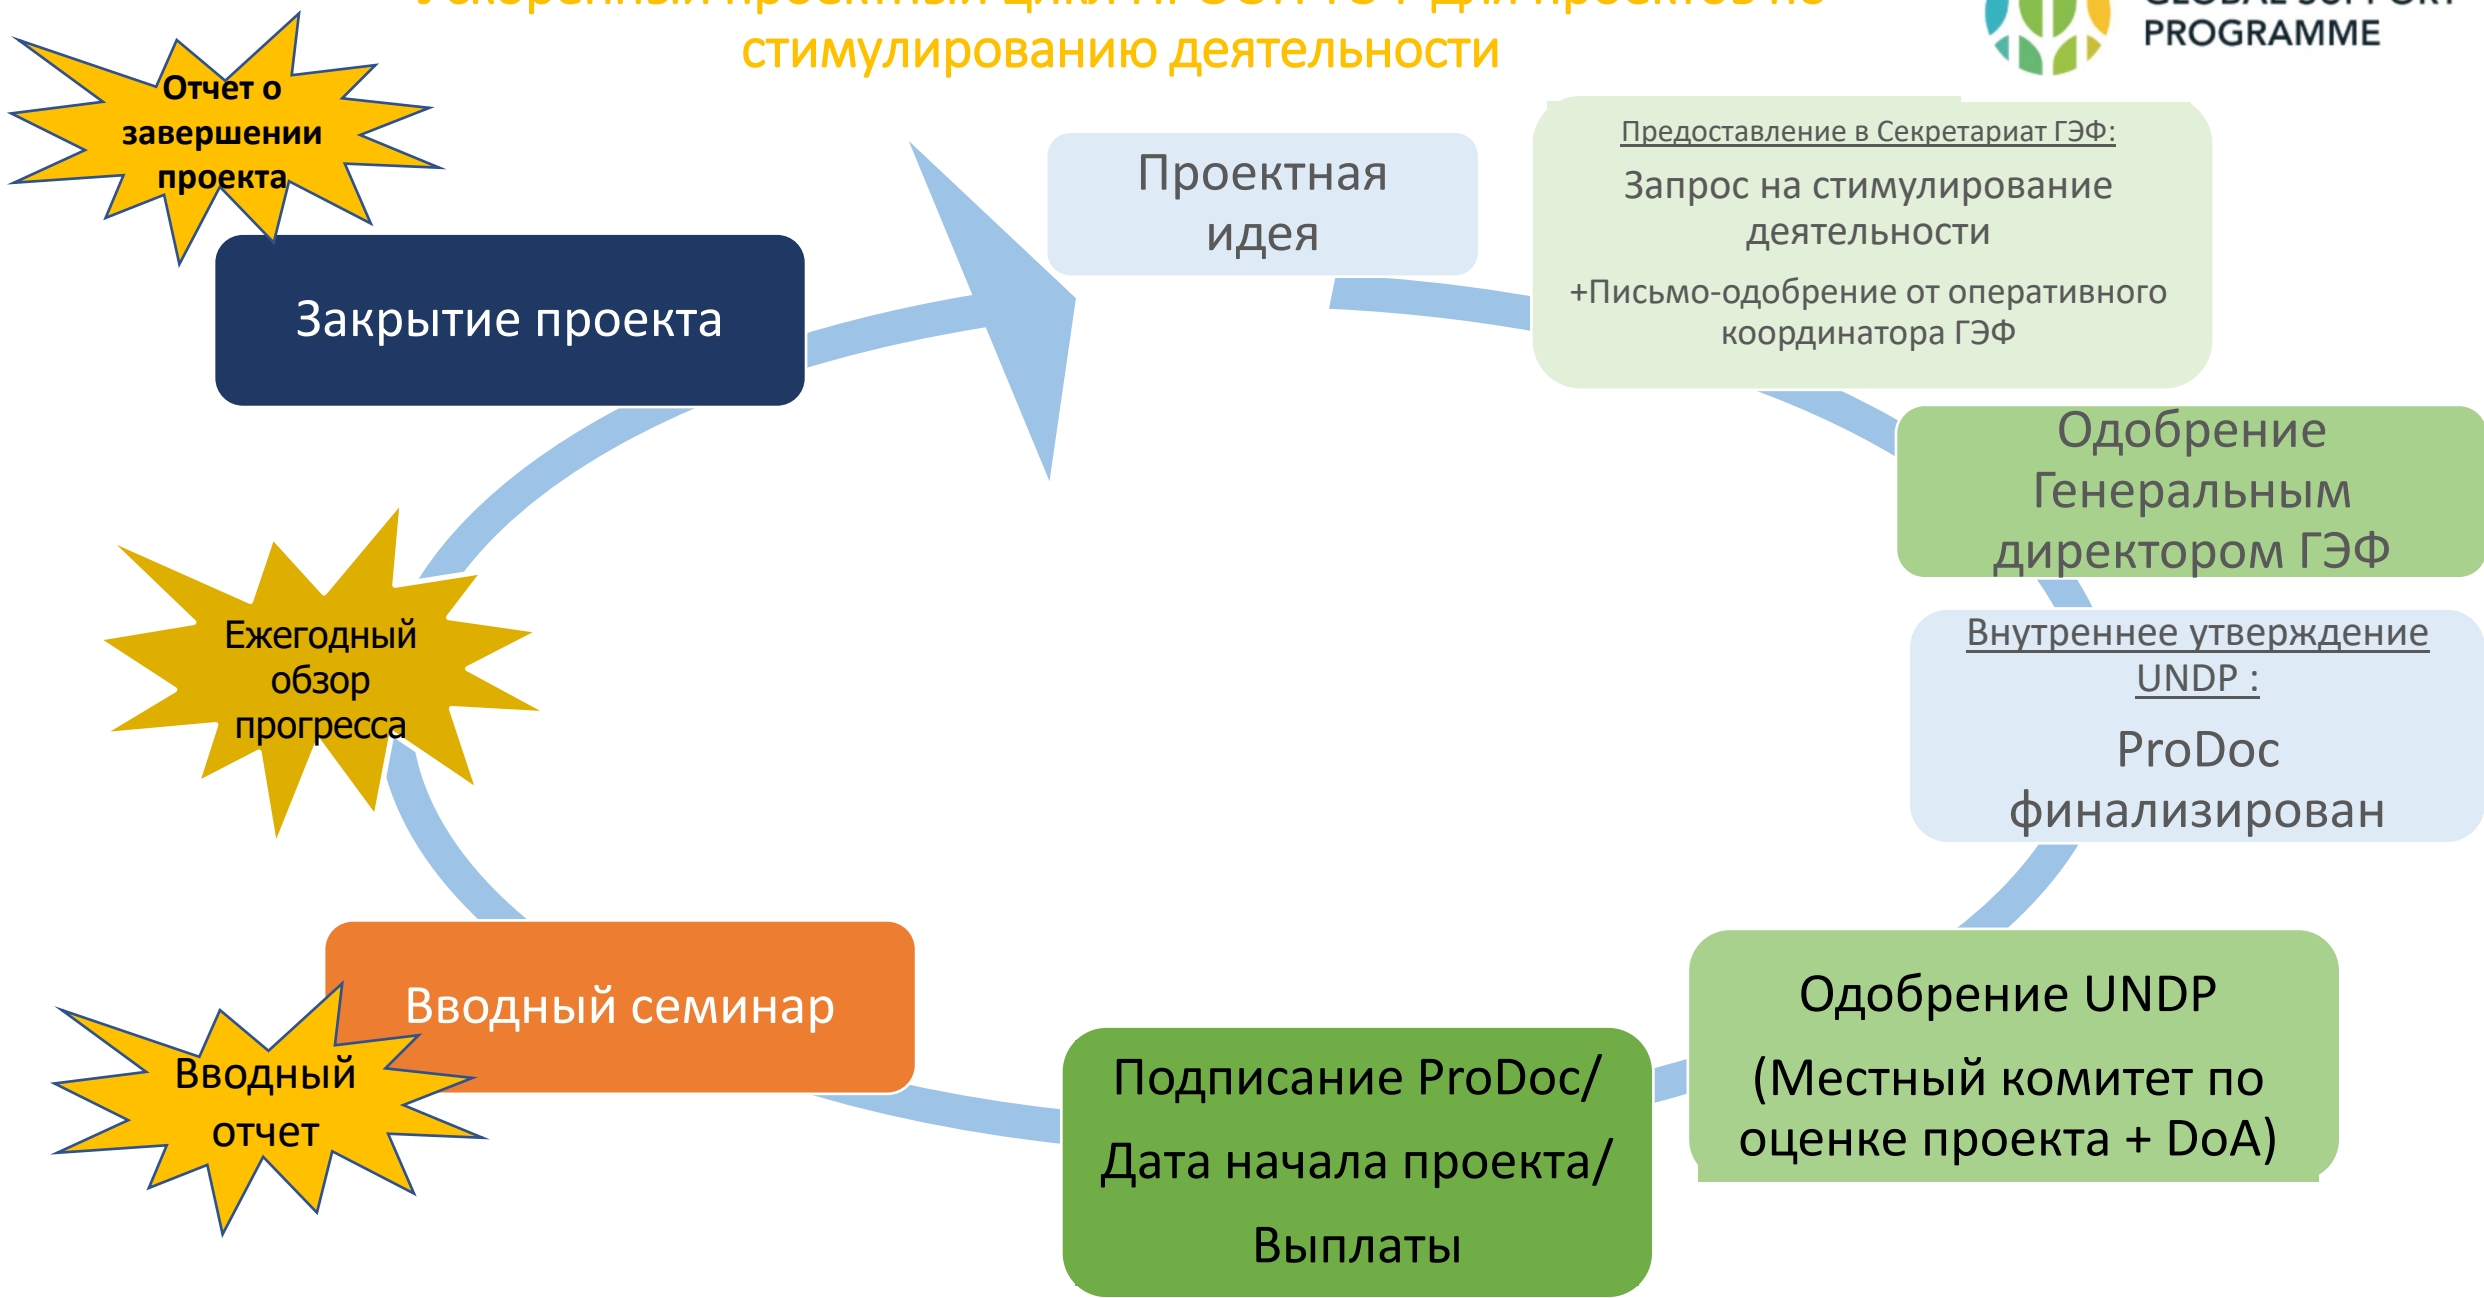 стимулированию деятельности
PROGRAMME
Отчет о
завершении
проекта
Проектная
идея
Предоставление в Секретариат ГЭФ:
Запрос на стимулирование
деятельности
+Письмо-одобрение от оперативного
координатора ГЭФ
Закрытие проекта
Одобрение
Генеральным
директором ГЭФ
Ежегодный
обзор
прогресса
Внутреннее утверждение
UNDP :
ProDoc
финализирован
Вводный семинар
Вводный
отчет
Подписание ProDoc/
Дата начала проекта/
Выплаты
Одобрение UNDP
(Местный комитет по
оценке проекта + DoA)